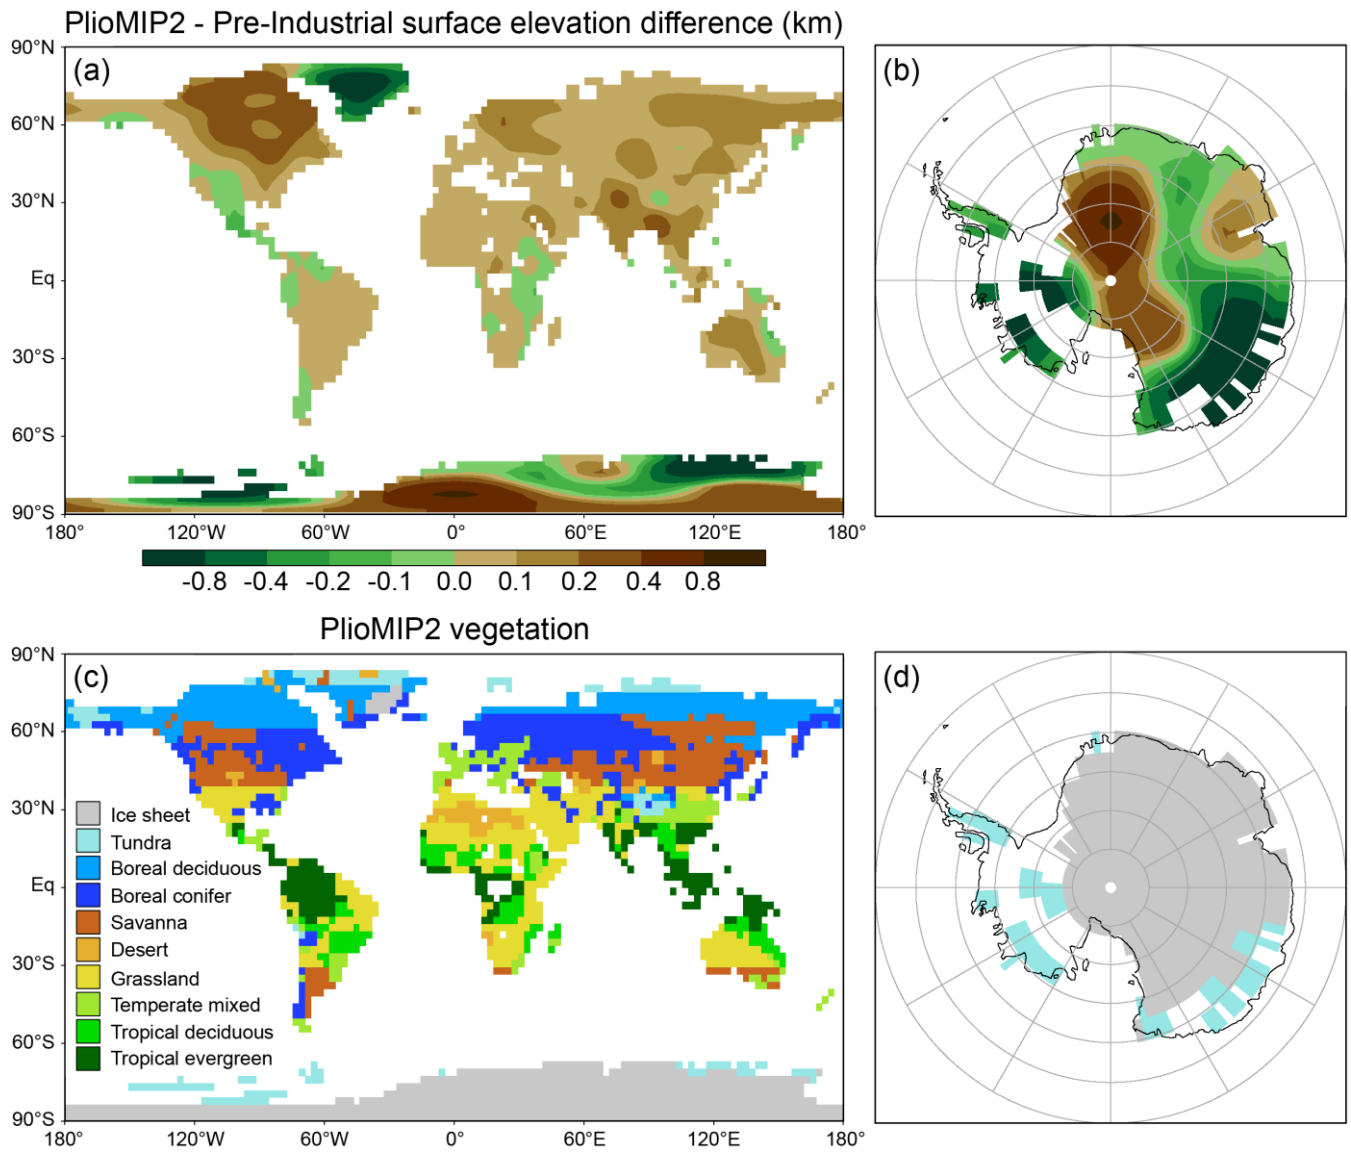 PlioMIP2 - Pre-Industrial surface elevation difference (km)
90°N
(a)
(b)
60°N
30°N
Eq
30°S
60°S
90°S
180° 120°W 60°W 0° 60°E 120°E 180°
-0.8 -0.4 -0.2 -0.1 0.0 0.1 0.2 0.4 0.8
PlioMIP2 vegetation
90°N
(c)
(d)
60°N
30°N
Ice sheet
Tundra
Boreal deciduous
Eq
Boreal conifer
Savanna
Desert
30°S
Grassland
Temperate mixed
Tropical deciduous
60°S
Tropical evergreen
90°S
180° 120°W 60°W 0° 60°E 120°E 180°